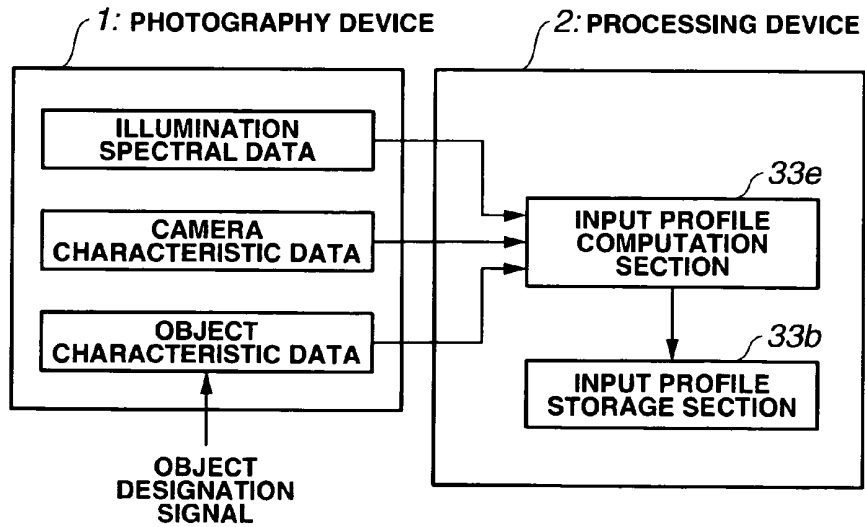 1: PHOTOGRAPHY DEVICE
2: PROCESSING DEVICE
ILLUMINATION
SPECTRAL DATA
CAMERA
CHARACTERISTIC DATA
OBJECT
CHARACTERISTIC DATA
OBJECT
DESIGNATION
SIGNAL
33e
INPUT PROFILE
COMPUTATION
SECTION
33b
INPUT PROFILE
STORAGE SECTION